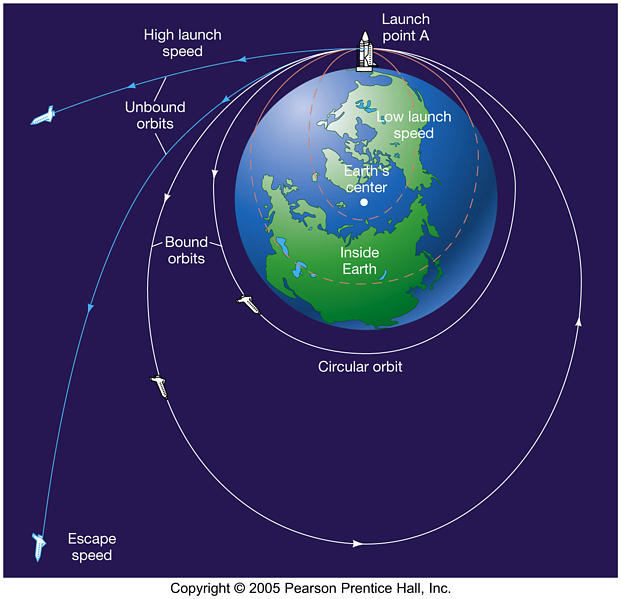 Launch
point A
High launch
speed
Unbound
orbits
Low launch
speed
Earth's
center
Bound
orbits
Inside
Earth
Circular orbit
Escape
speed
Copyright © 2005 Pearson Prentice Hall, Inc.